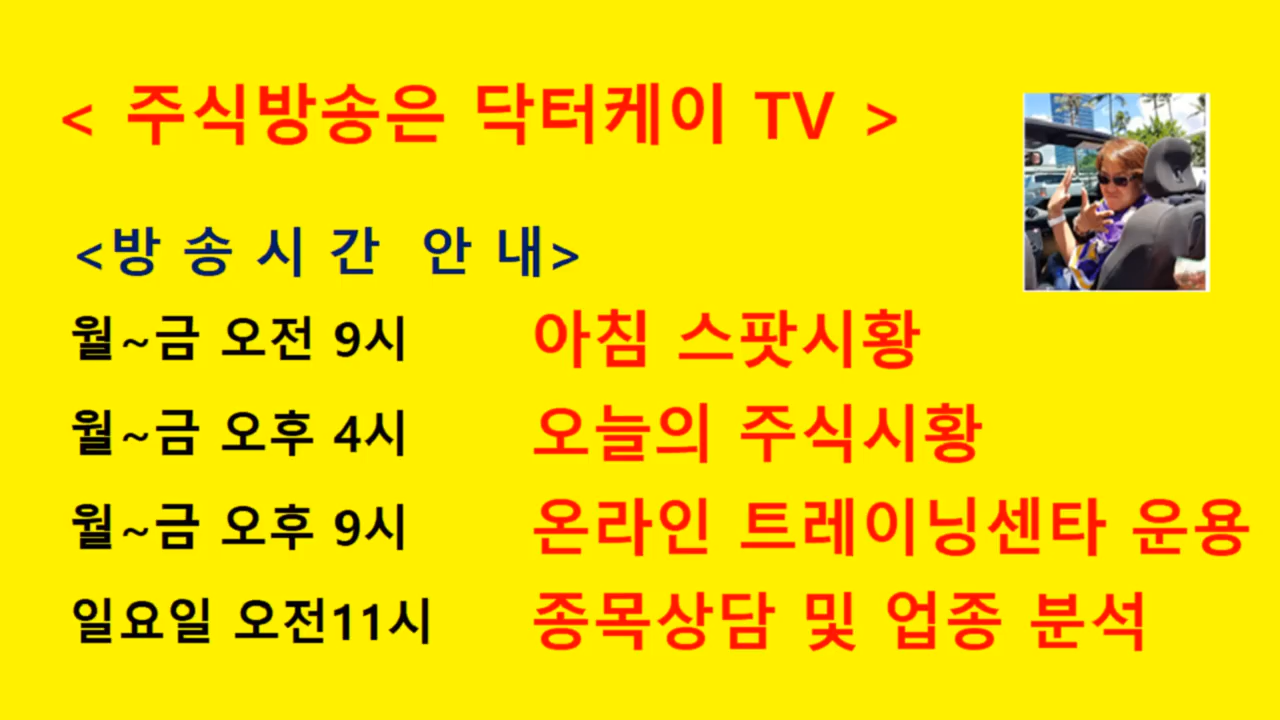 < 주식방송은 닥터케이 TV >
<방 송 시 간 안 내>
월~금 오전 9시 아침 스팟시황
월~금 오후 4시 오늘의 주식시황
월~금 오후 9시 온라인 트레이닝센타 운용
일요일 오전11시 종목상담 및 업종 분석